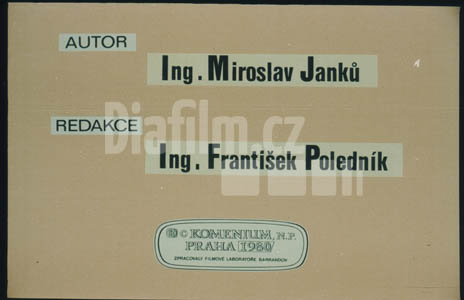 AUTOR
Ing. Miroslav Janků
Diafilm.cz
REDAKCE
Ing. František Poledník
℗ © KOMENIUM, N.P.
PRAHA 1980
ZPRACOVALY FILMOVÉ LABORATOŘE BARRANDOV